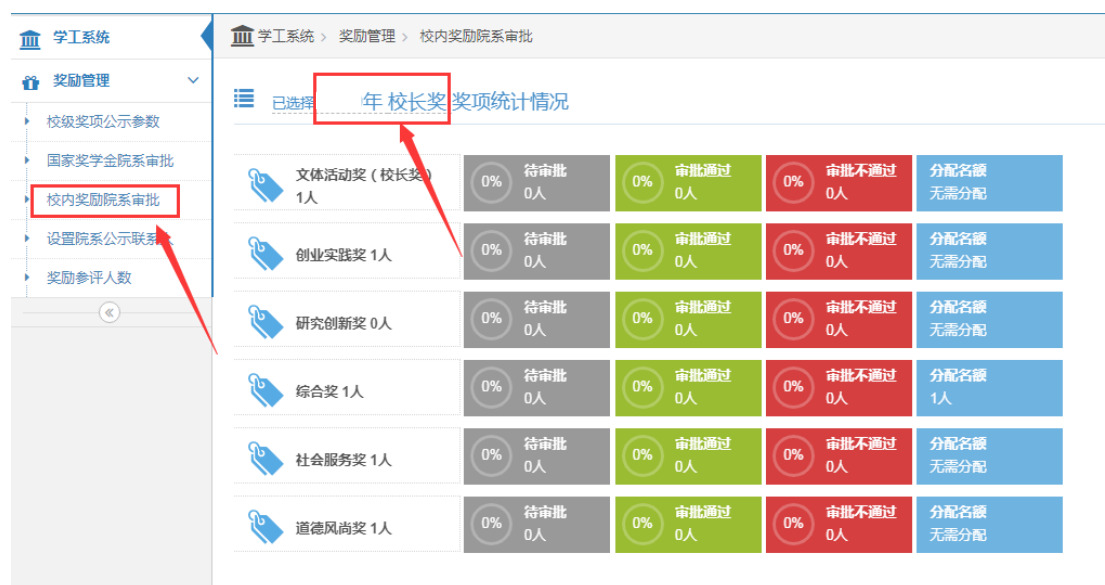 学工系统
奖励管理
校级奖项公示参数
国家奖学金院系审批
校内奖励院系审批
设置院系公示联系人
奖励参评人数
学工系统 > 奖励管理 > 校内奖励院系审批
已选择 年 校长奖 奖项统计情况
文体活动奖(校长奖)
1人
0% 待审批 0人
0% 审批通过 0人
0% 审批不通过 0人
分配名额 无需分配
创业实践奖 1人
0% 待审批 0人
0% 审批通过 0人
0% 审批不通过 0人
分配名额 无需分配
研究创新奖 0人
0% 待审批 0人
0% 审批通过 0人
0% 审批不通过 0人
分配名额 无需分配
综合奖 1人
0% 待审批 0人
0% 审批通过 0人
0% 审批不通过 0人
分配名额 1人
社会服务奖 1人
0% 待审批 0人
0% 审批通过 0人
0% 审批不通过 0人
分配名额 无需分配
道德风尚奖 1人
0% 待审批 0人
0% 审批通过 0人
0% 审批不通过 0人
分配名额 无需分配